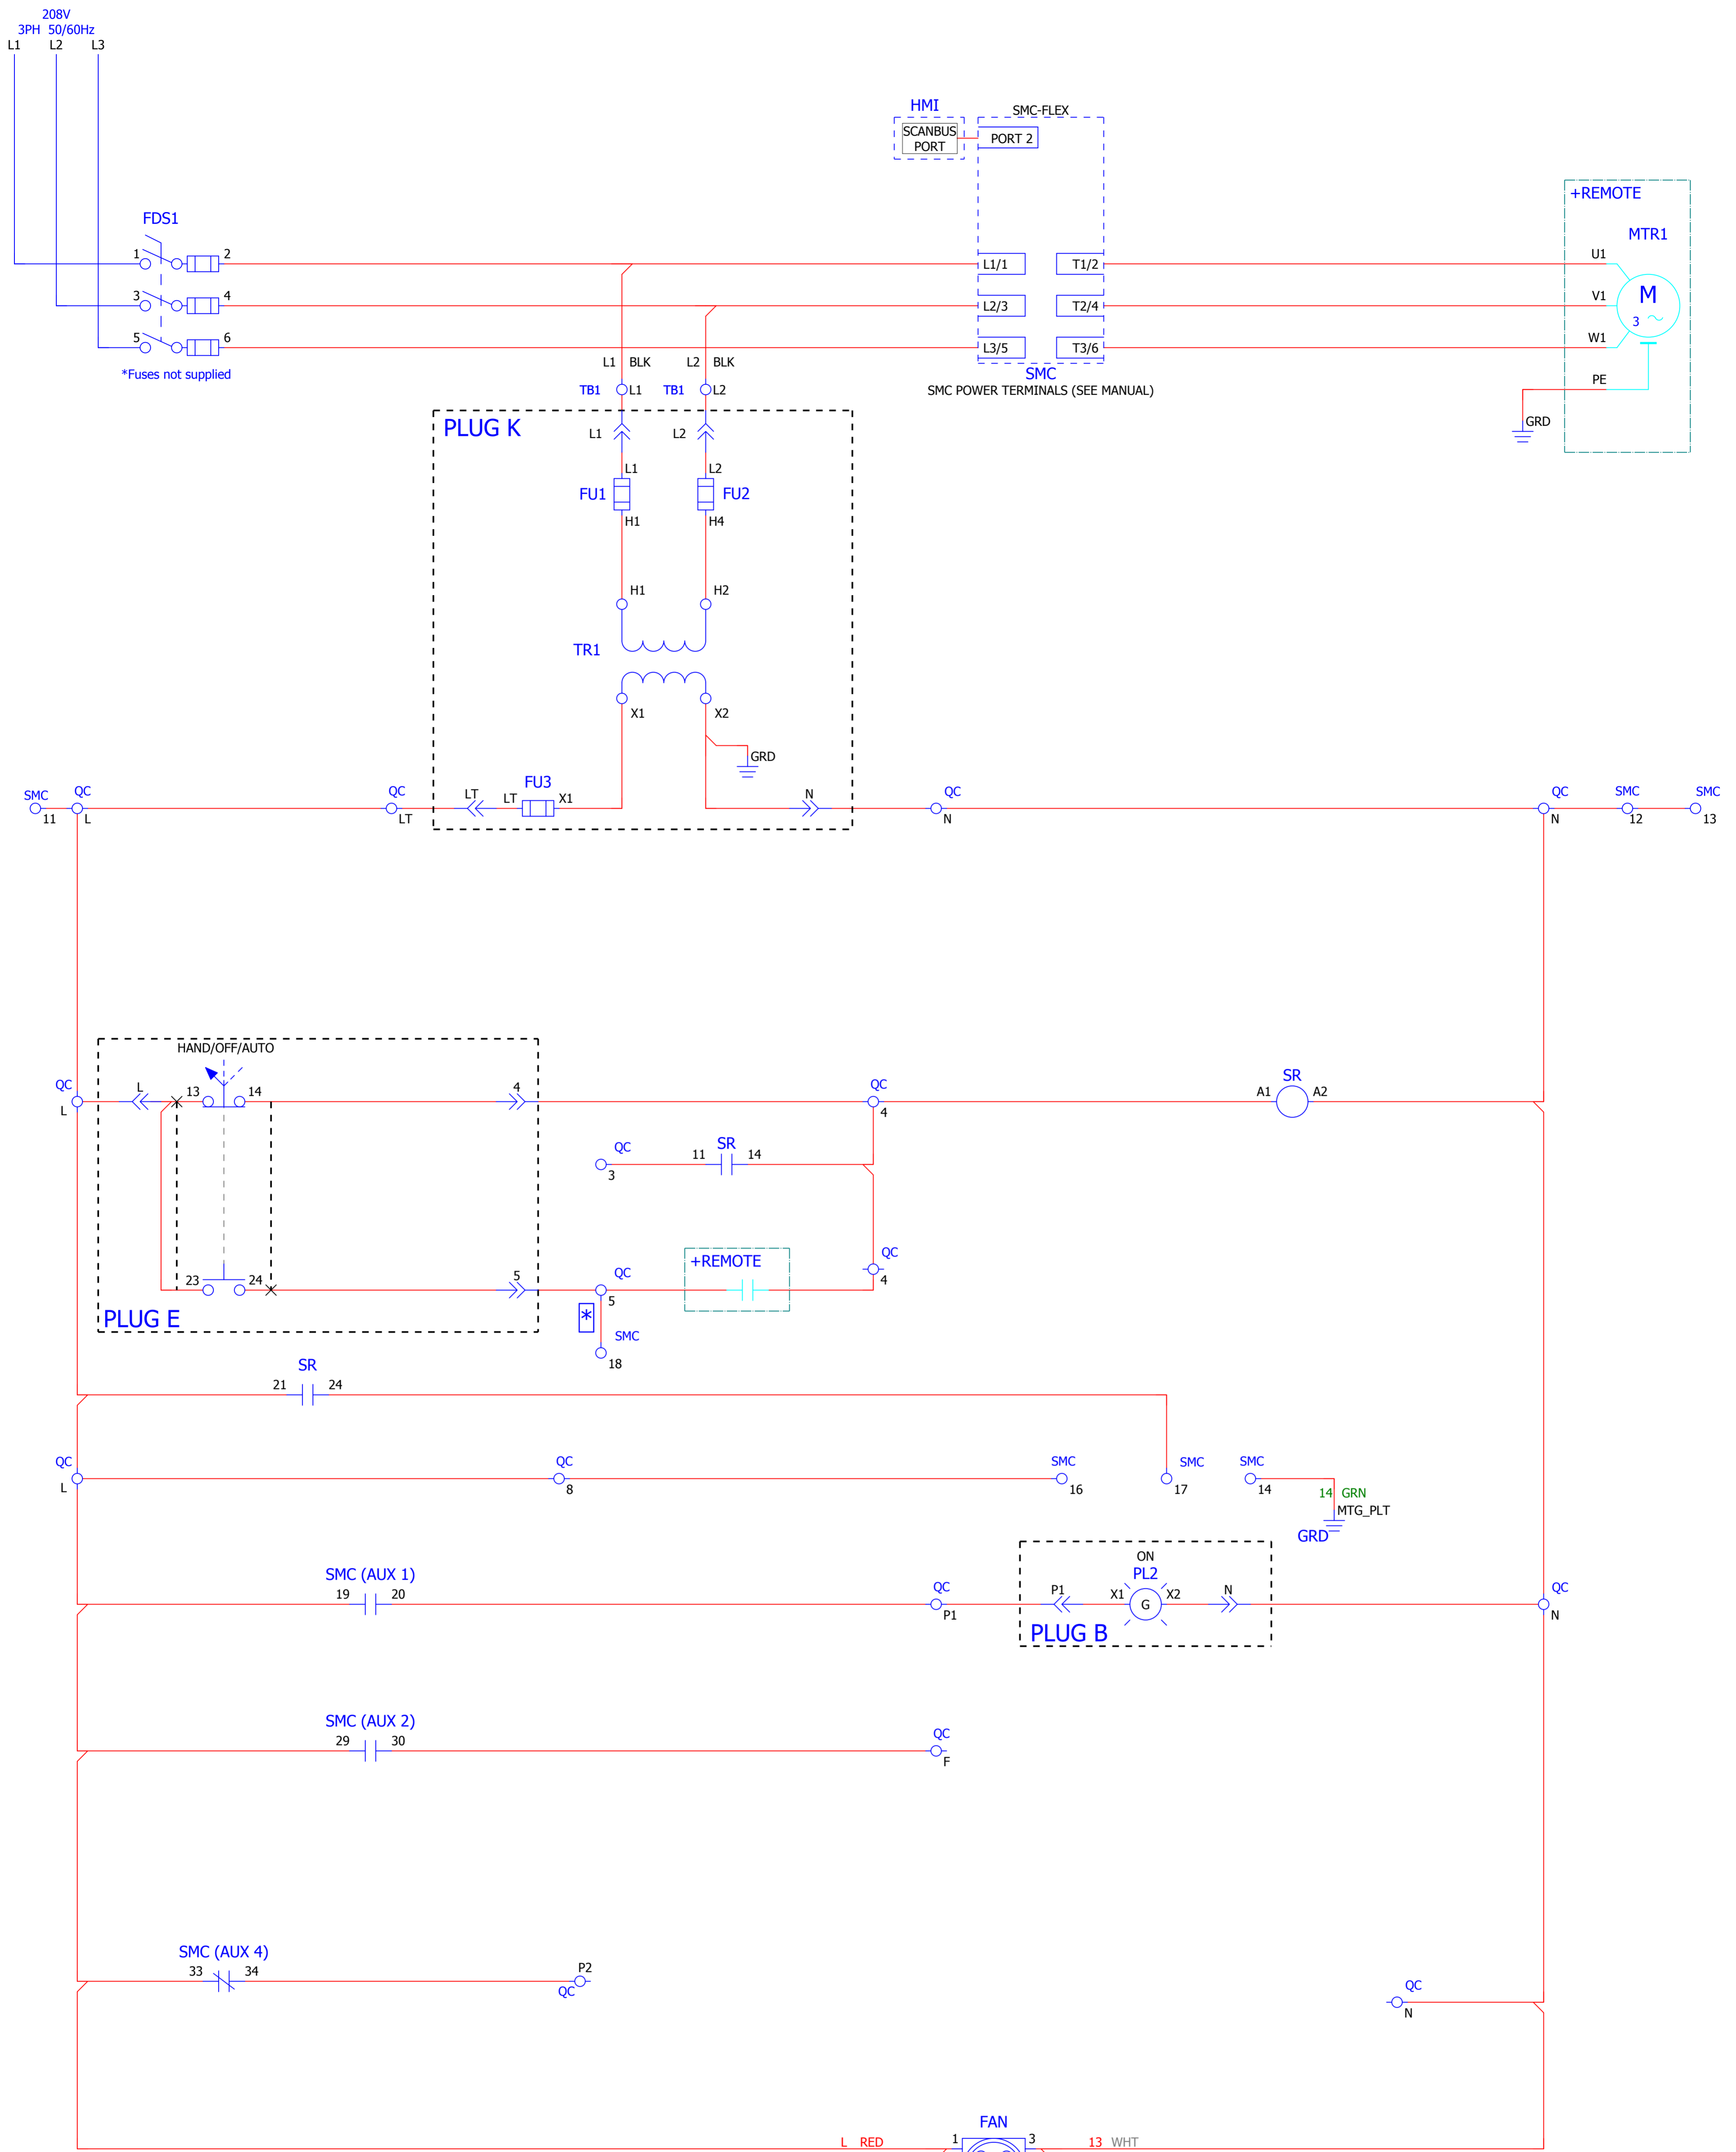 208V
3PH 50/60Hz
L1 L2 L3
HMI
SMC-FLEX
SCANBUS
PORT
PORT 2
+REMOTE
FDS1
MTR1
1 2 L1/1 T1/2 U1
3 4 L2/3 T2/4 V1 M
3
5 6 L3/5 T3/6 W1
*Fuses not supplied
L1 BLK L2 BLK
SMC
SMC POWER TERMINALS (SEE MANUAL)
PE
TB1 L1 TB1 L2
GRD
PLUG K
L1 L2
L1 L2
FU1 FU2
H1 H4
H1 H2
TR1
X1 X2
GRD
FU3
SMC QC QC LT LT X1 N QC QC SMC SMC
11 L LT N N 12 13
HAND/OFF/AUTO
QC L 13 14 4 QC SR
A1 A2
L 4
QC SR
11 14
3
+REMOTE
QC
4
23 24 5 QC
5
PLUG E
*
SMC
18
SR
21 24
QC QC SMC SMC SMC
L 8 16 17 14
14 GRN
MTG_PLT
GRD
ON
PL2
SMC (AUX 1)
19 20 QC P1 X1 G X2 N QC
P1 N
PLUG B
SMC (AUX 2)
29 30 QC
F
SMC (AUX 4)
33 34 P2
QC
QC
N
FAN
L RED 1 3 13 WHT